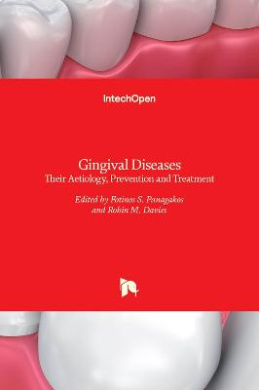 IntechOpen
Gingival Diseases
Their Aetiology, Prevention and Treatment
Edited by Fotinos S. Panagakos
and Robin M. Davies